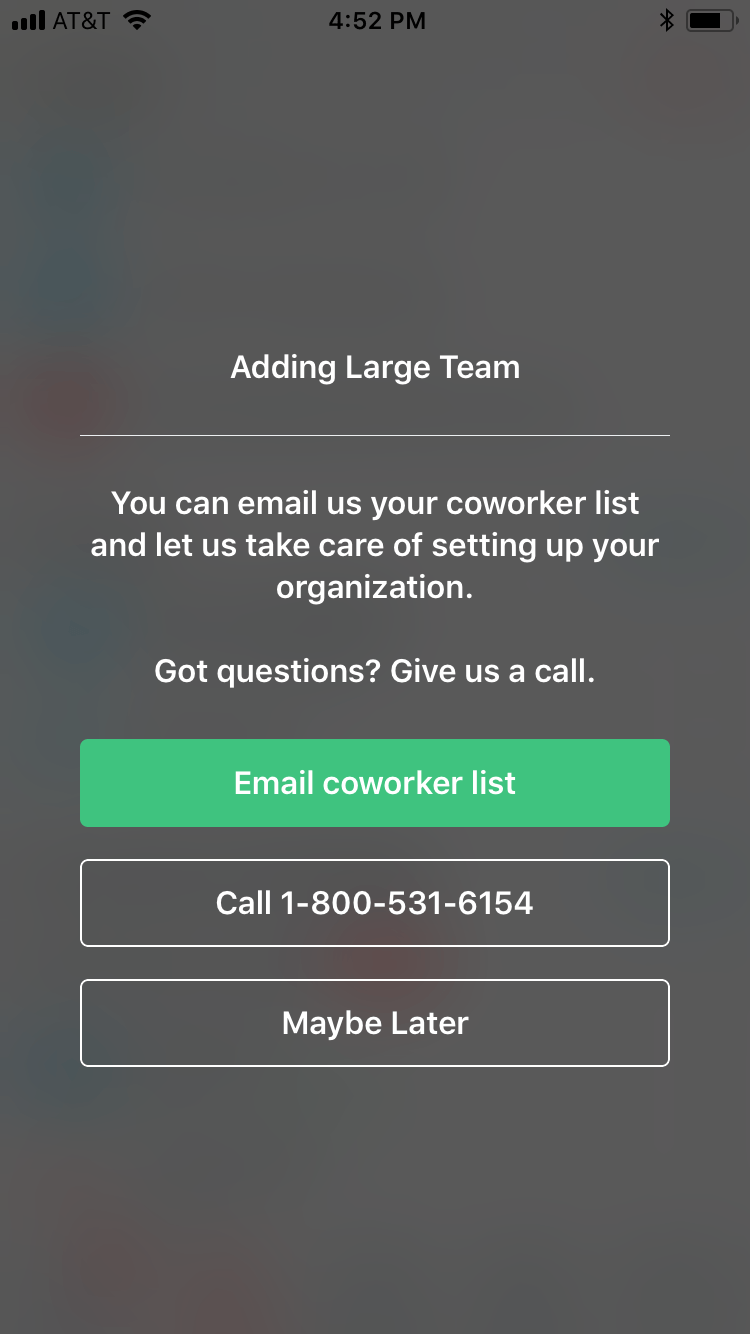 AT&T 4:52 PM
Adding Large Team
You can email us your coworker list
and let us take care of setting up your
organization.
Got questions? Give us a call.
Email coworker list
Call 1-800-531-6154
Maybe Later